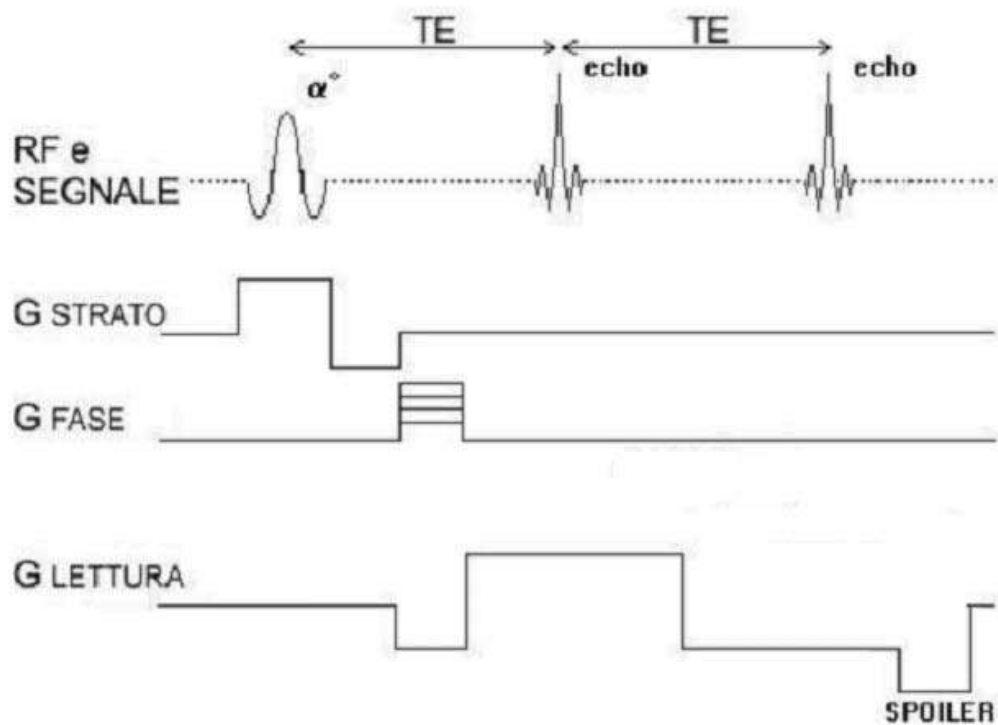 TE TE
echo echo
α°
RF e
SEGNALE
G STRATO
G FASE
G LETTURA
SPOILER